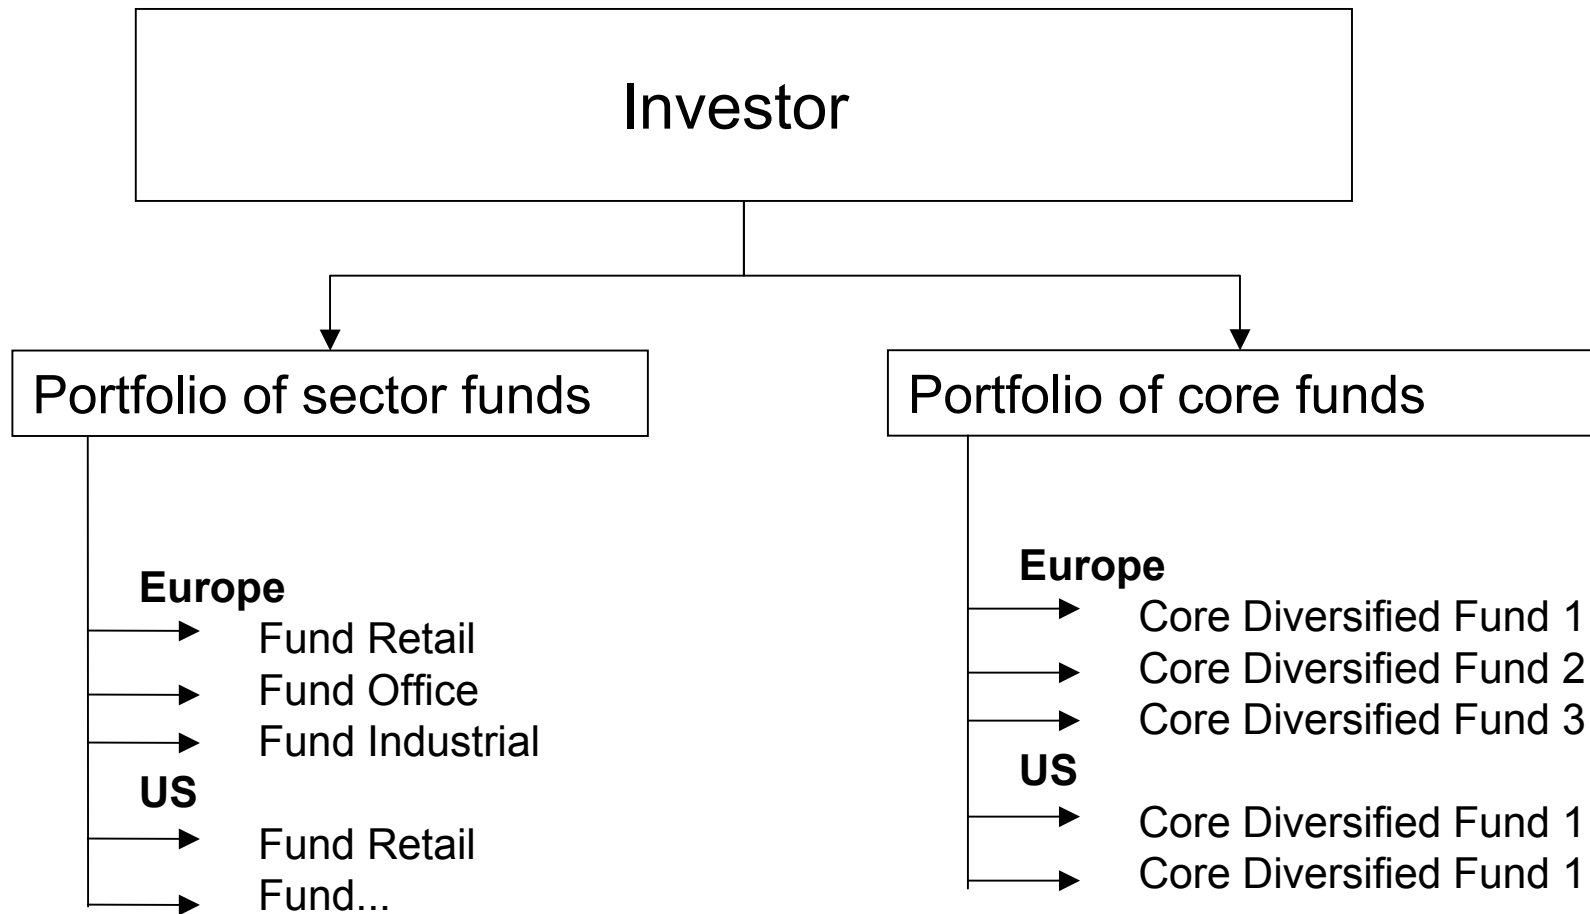 Investor
Portfolio of sector funds
Europe
Fund Retail
Fund Office
Fund Industrial
US
Fund Retail
Fund...
Portfolio of core funds
Europe
Core Diversified Fund 1
Core Diversified Fund 2
Core Diversified Fund 3
US
Core Diversified Fund 1
Core Diversified Fund 1